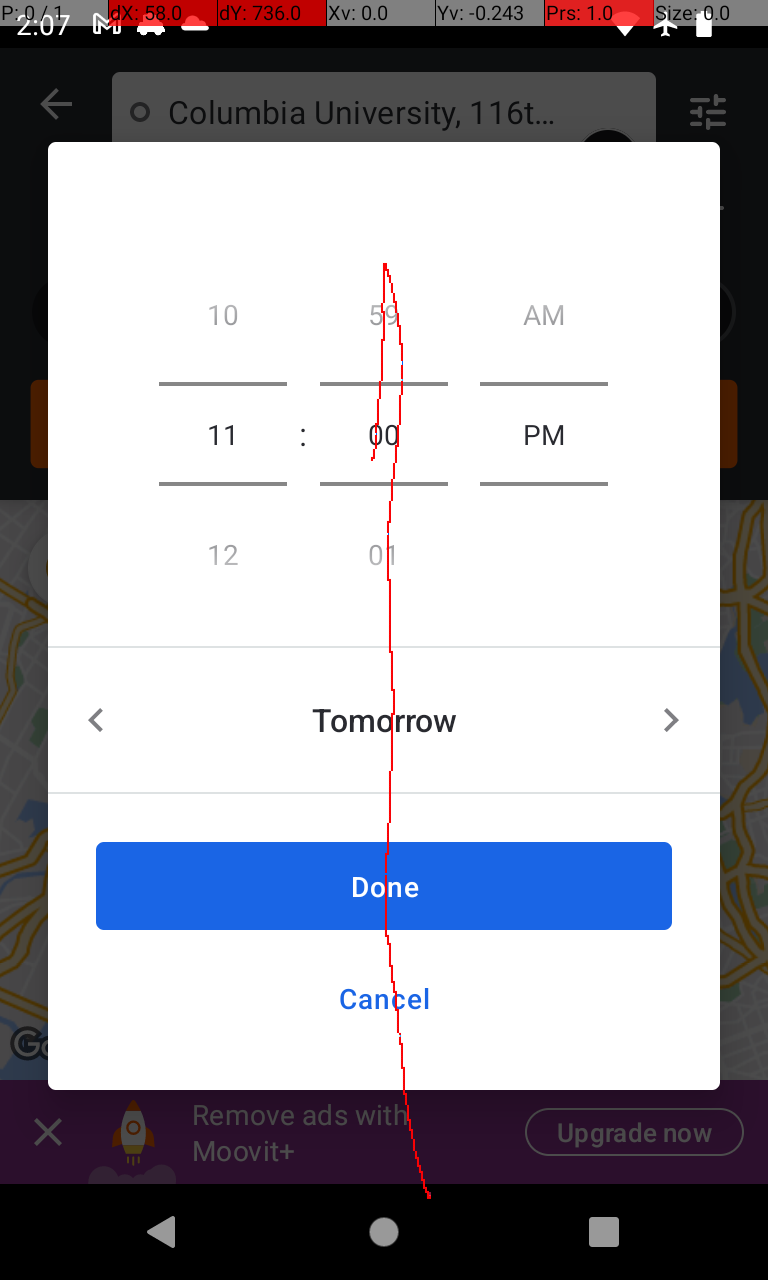 P: 0 / 1 dX: 58.0 dY: 736.0 Xv: 0.0 Yv: -0.243 Prs: 1.0 Size: 0.0
2:07
Columbia University, 116t...
10 59 AM
11 : 00 PM
12 01
Tomorrow
Done
Cancel
Remove ads with
Moovit+
Upgrade now